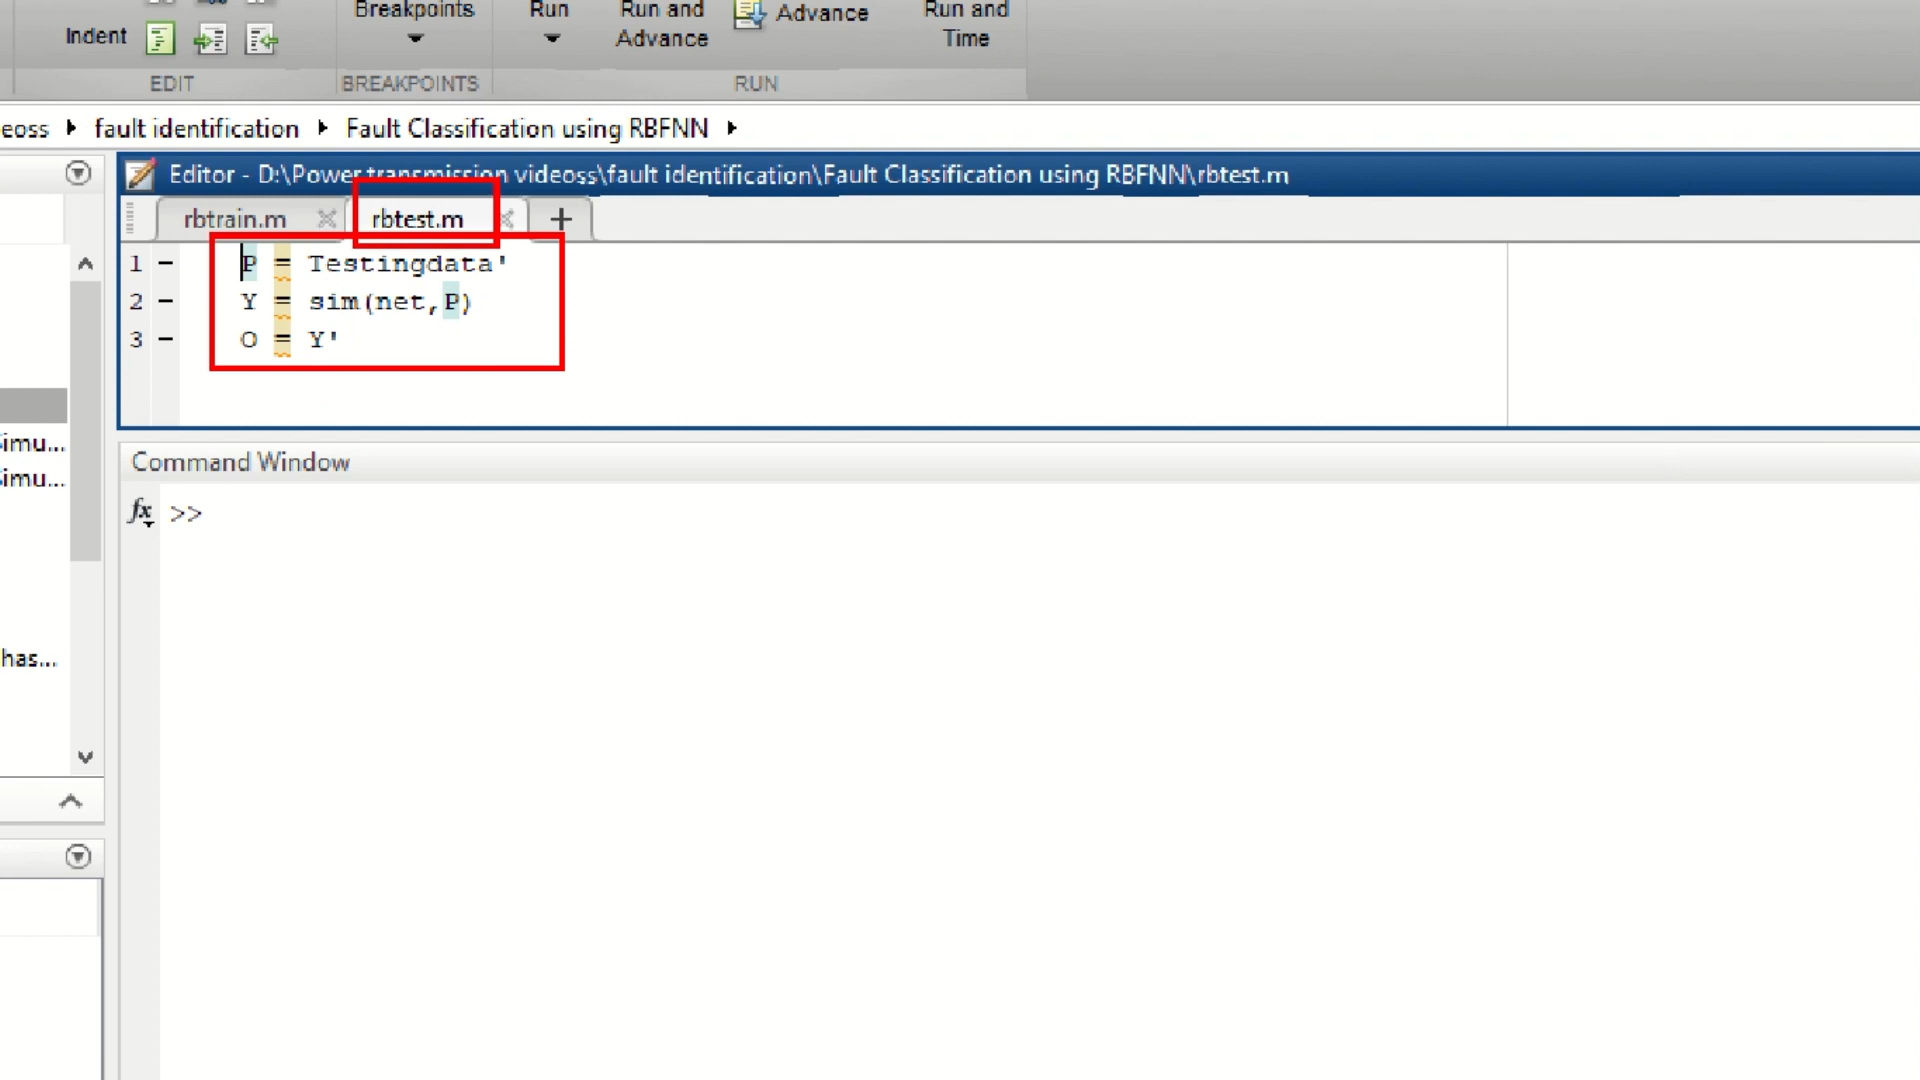 Breakpoints Run Run and Advance Run and
Indent Advance Time
EDIT BREAKPOINTS RUN
eoss fault identification Fault Classification using RBFNN
Editor - D:\Power transmission videoss\fault identification\Fault Classification using RBFNN\rbtest.m
rbtrain.m rbtest.m +
1 - P = Testingdata'
2 - Y = sim(net,P)
3 - O = Y'
imu...
imu...
has...
Command Window
fx >>